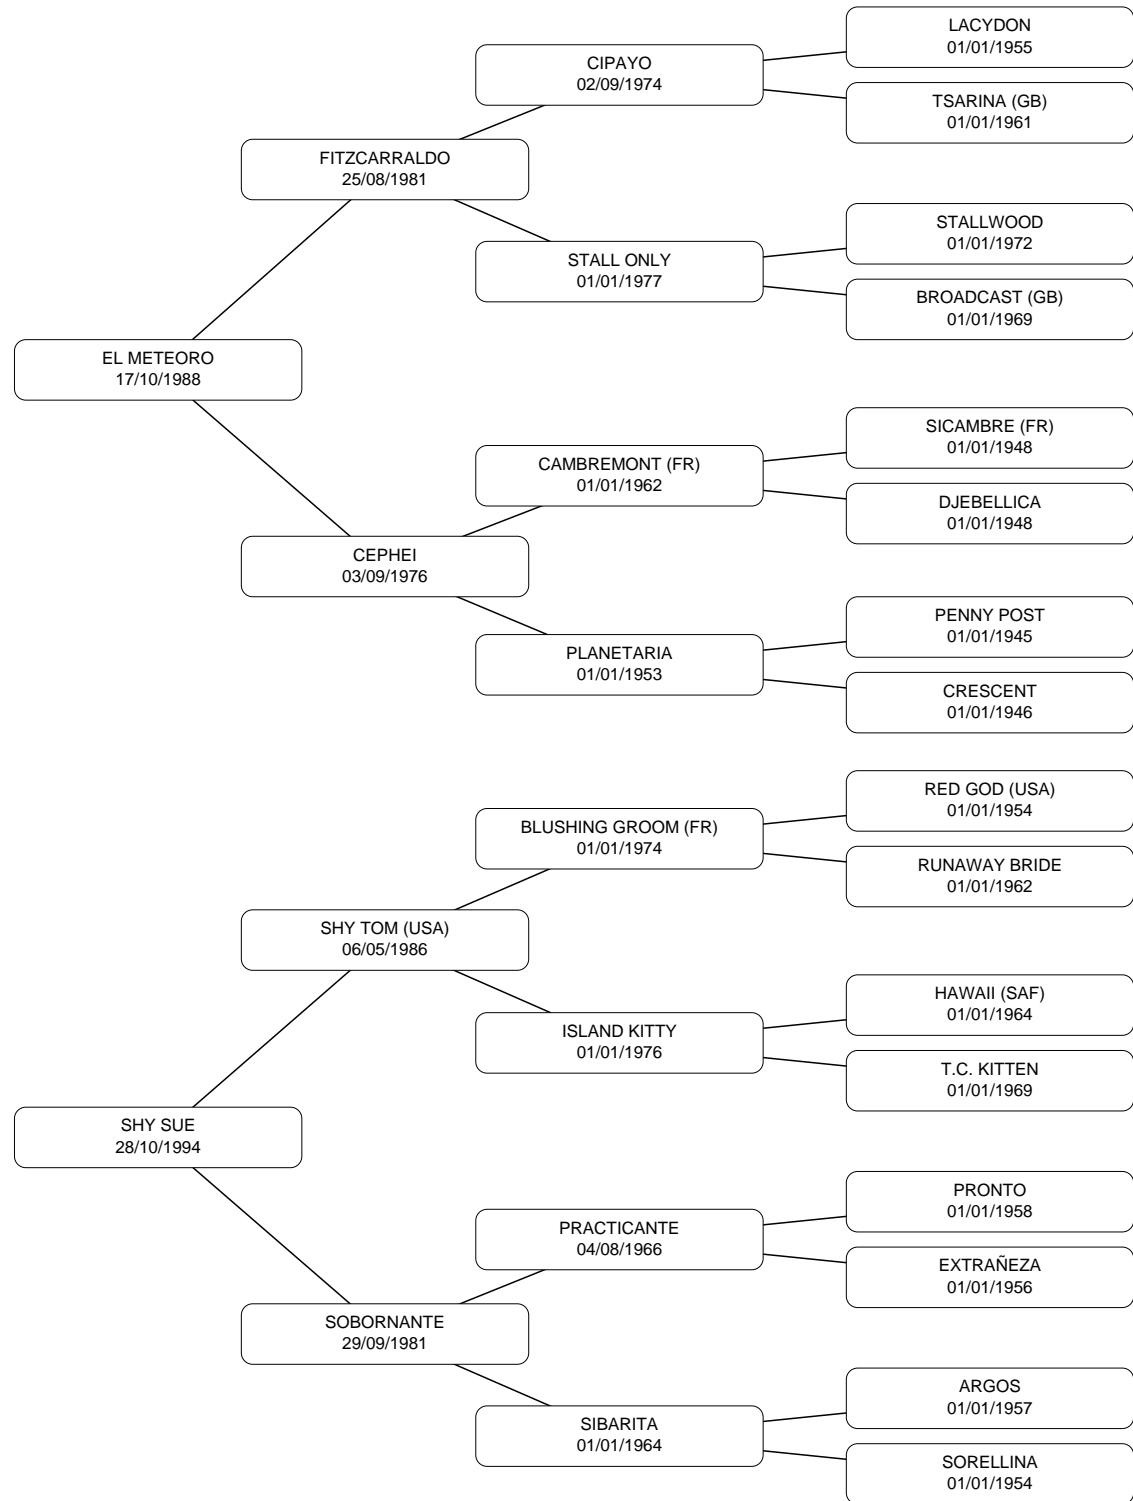 LACYDON
01/01/1955
CIPAYO
02/09/1974
TSARINA (GB)
01/01/1961
FITZCARRALDO
25/08/1981
STALLWOOD
01/01/1972
STALL ONLY
01/01/1977
BROADCAST (GB)
01/01/1969
EL METEORO
17/10/1988
SICAMBRE (FR)
01/01/1948
CAMBREMONT (FR)
01/01/1962
DJEBELLICA
01/01/1948
CEPHEI
03/09/1976
PENNY POST
01/01/1945
PLANETARIA
01/01/1953
CRESCENT
01/01/1946
RED GOD (USA)
01/01/1954
BLUSHING GROOM (FR)
01/01/1974
RUNAWAY BRIDE
01/01/1962
SHY TOM (USA)
06/05/1986
HAWAII (SAF)
01/01/1964
ISLAND KITTY
01/01/1976
T.C. KITTEN
01/01/1969
SHY SUE
28/10/1994
PRONTO
01/01/1958
PRACTICANTE
04/08/1966
EXTRAÑEZA
01/01/1956
SOBORNANTE
29/09/1981
ARGOS
01/01/1957
SIBARITA
01/01/1964
SORELLINA
01/01/1954